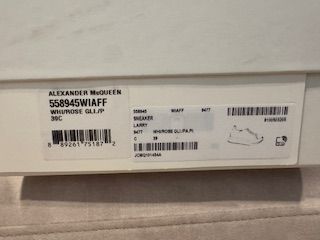 ALEXANDER McQUEEN
558945WIAFF
WHI/ROSE GLI./P
39C
8 89261 75187 2
558945 WIAFF 9477
SNEAKER
LARRY
9477 WHI/ROSE GLI./PA.PI
C 39